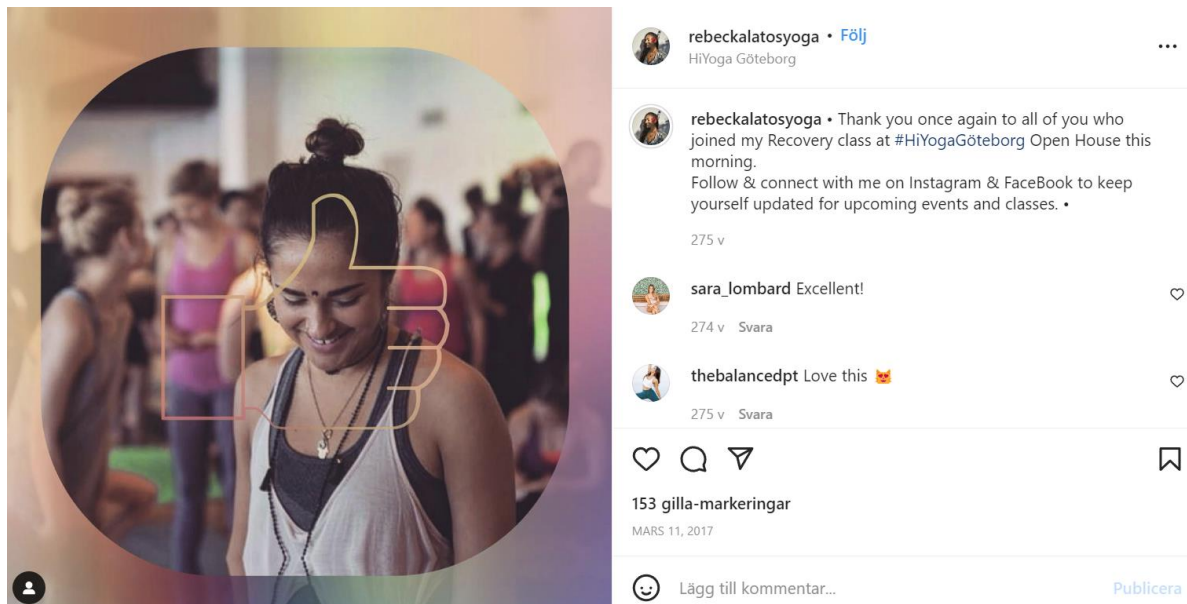 rebeckalatosyoga • Följ
HiYoga Göteborg
rebeckalatosyoga • Thank you once again to all of you who
joined my Recovery class at #HiYogaGöteborg Open House this
morning.
Follow & connect with me on Instagram & FaceBook to keep
yourself updated for upcoming events and classes. •
275 v
sara_lombard Excellent!
274 v Svara
thebalancedpt Love this 😻
275 v Svara
153 gilla-markeringar
MARS 11, 2017
Lägg till kommentar... Publicera